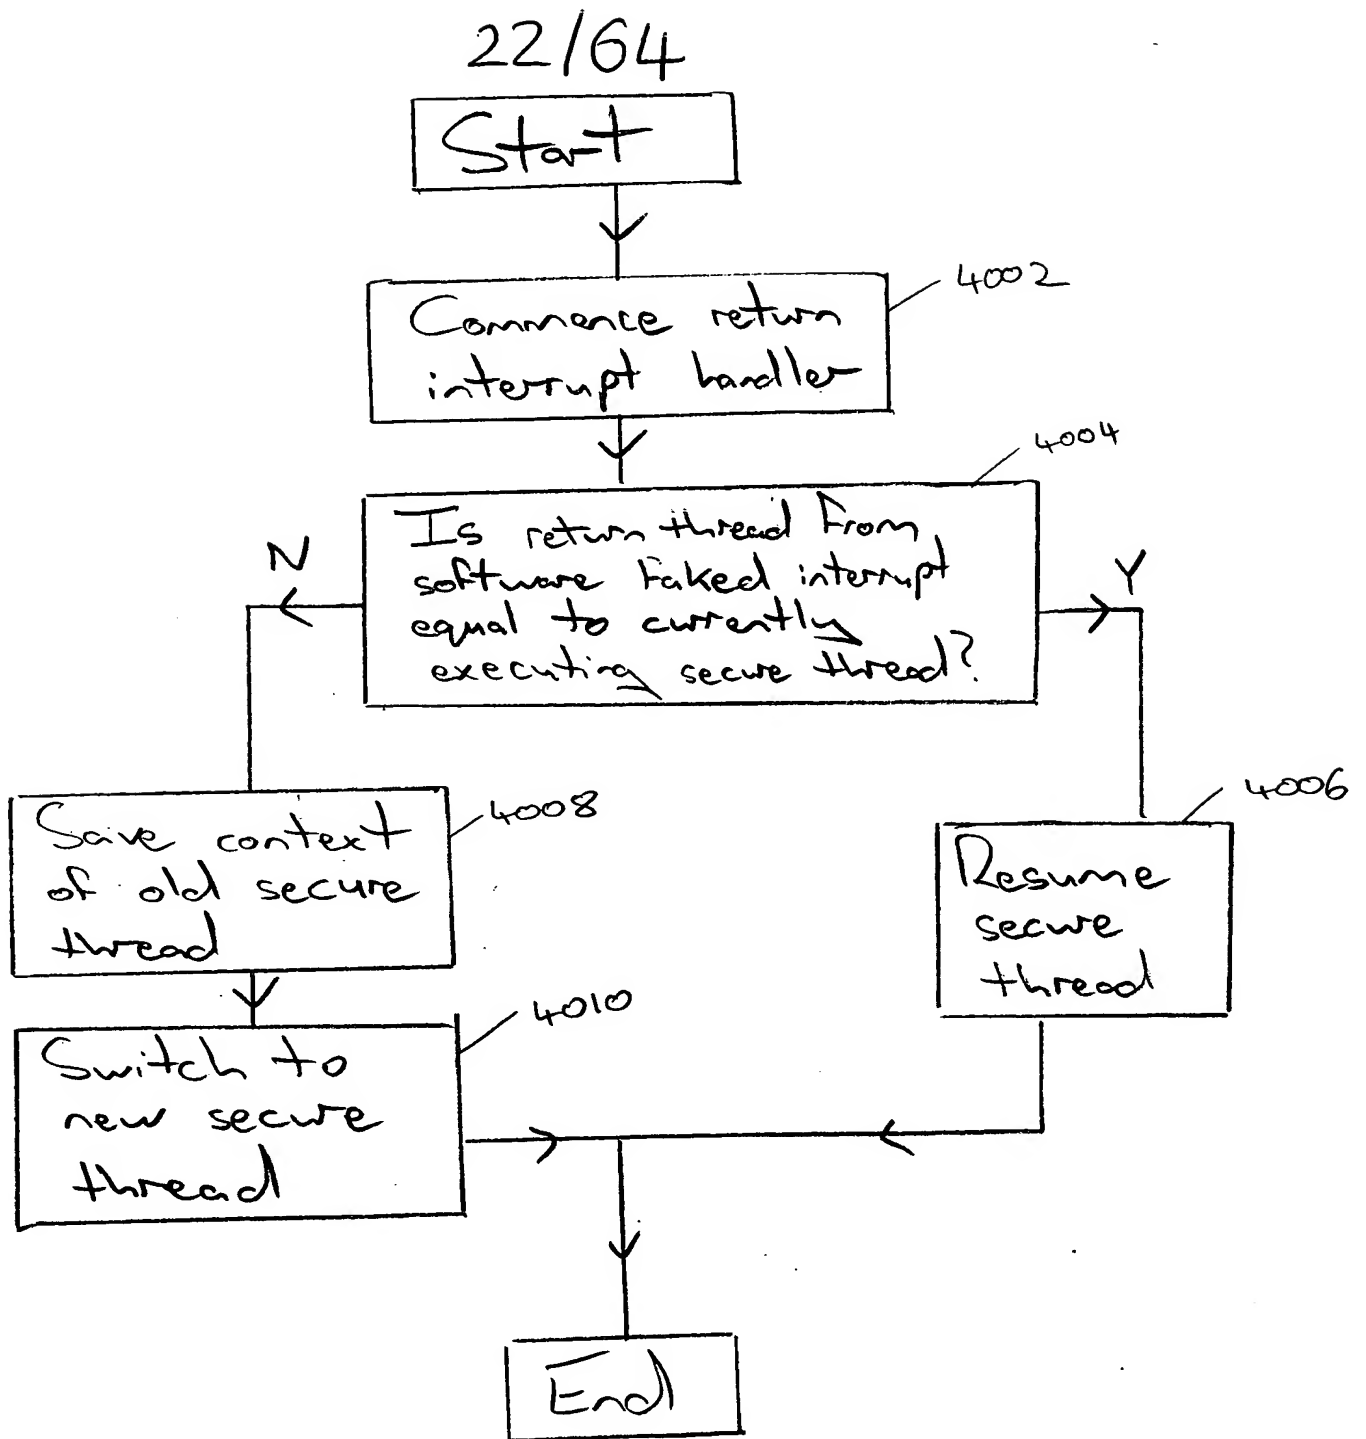 22/64
Start
Commence return
interrupt handler
4002
4004
Is return thread from
software faked interrupt
equal to currently
executing secure thread?
N
Y
Save context
of old secure
thread
4008
4006
Resume
secure
thread
Switch to
new secure
thread
4010
End